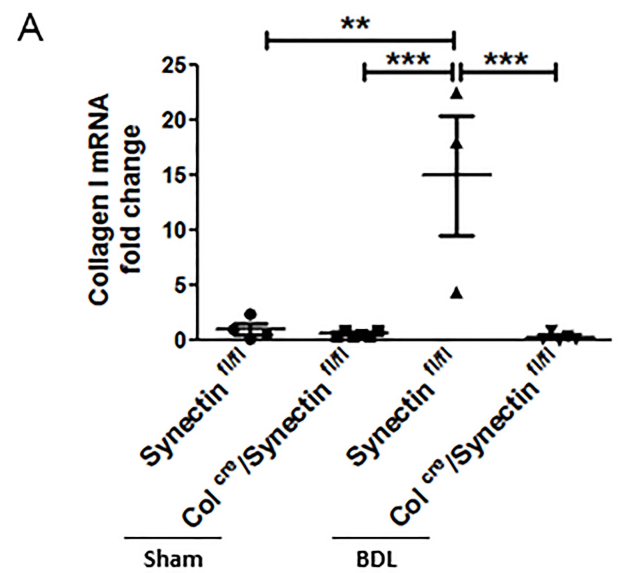 A
**
*** ***
Collagen I mRNA
fold change
25
20
15
10
5
0
Synectin fl/fl
Col cre/Synectin fl/fl
Synectin fl/fl
Col cre/Synectin fl/fl
Sham
BDL